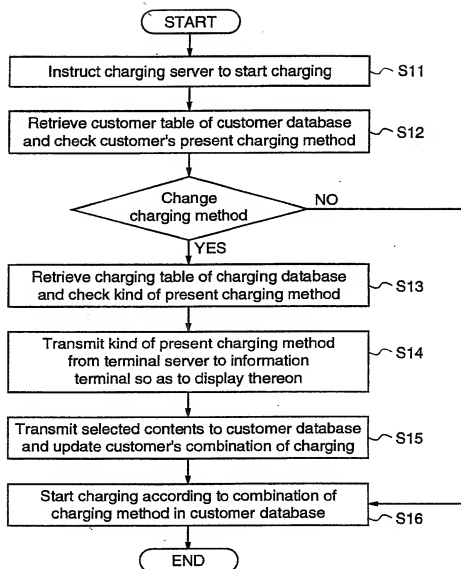 START
Instruct charging server to start charging
S11
Retrieve customer table of customer database
and check customer's present charging method
S12
Change
charging method
NO
YES
Retrieve charging table of charging database
and check kind of present charging method
S13
Transmit kind of present charging method
from terminal server to information
terminal so as to display thereon
S14
Transmit selected contents to customer database
and update customer's combination of charging
S15
Start charging according to combination of
charging method in customer database
S16
END